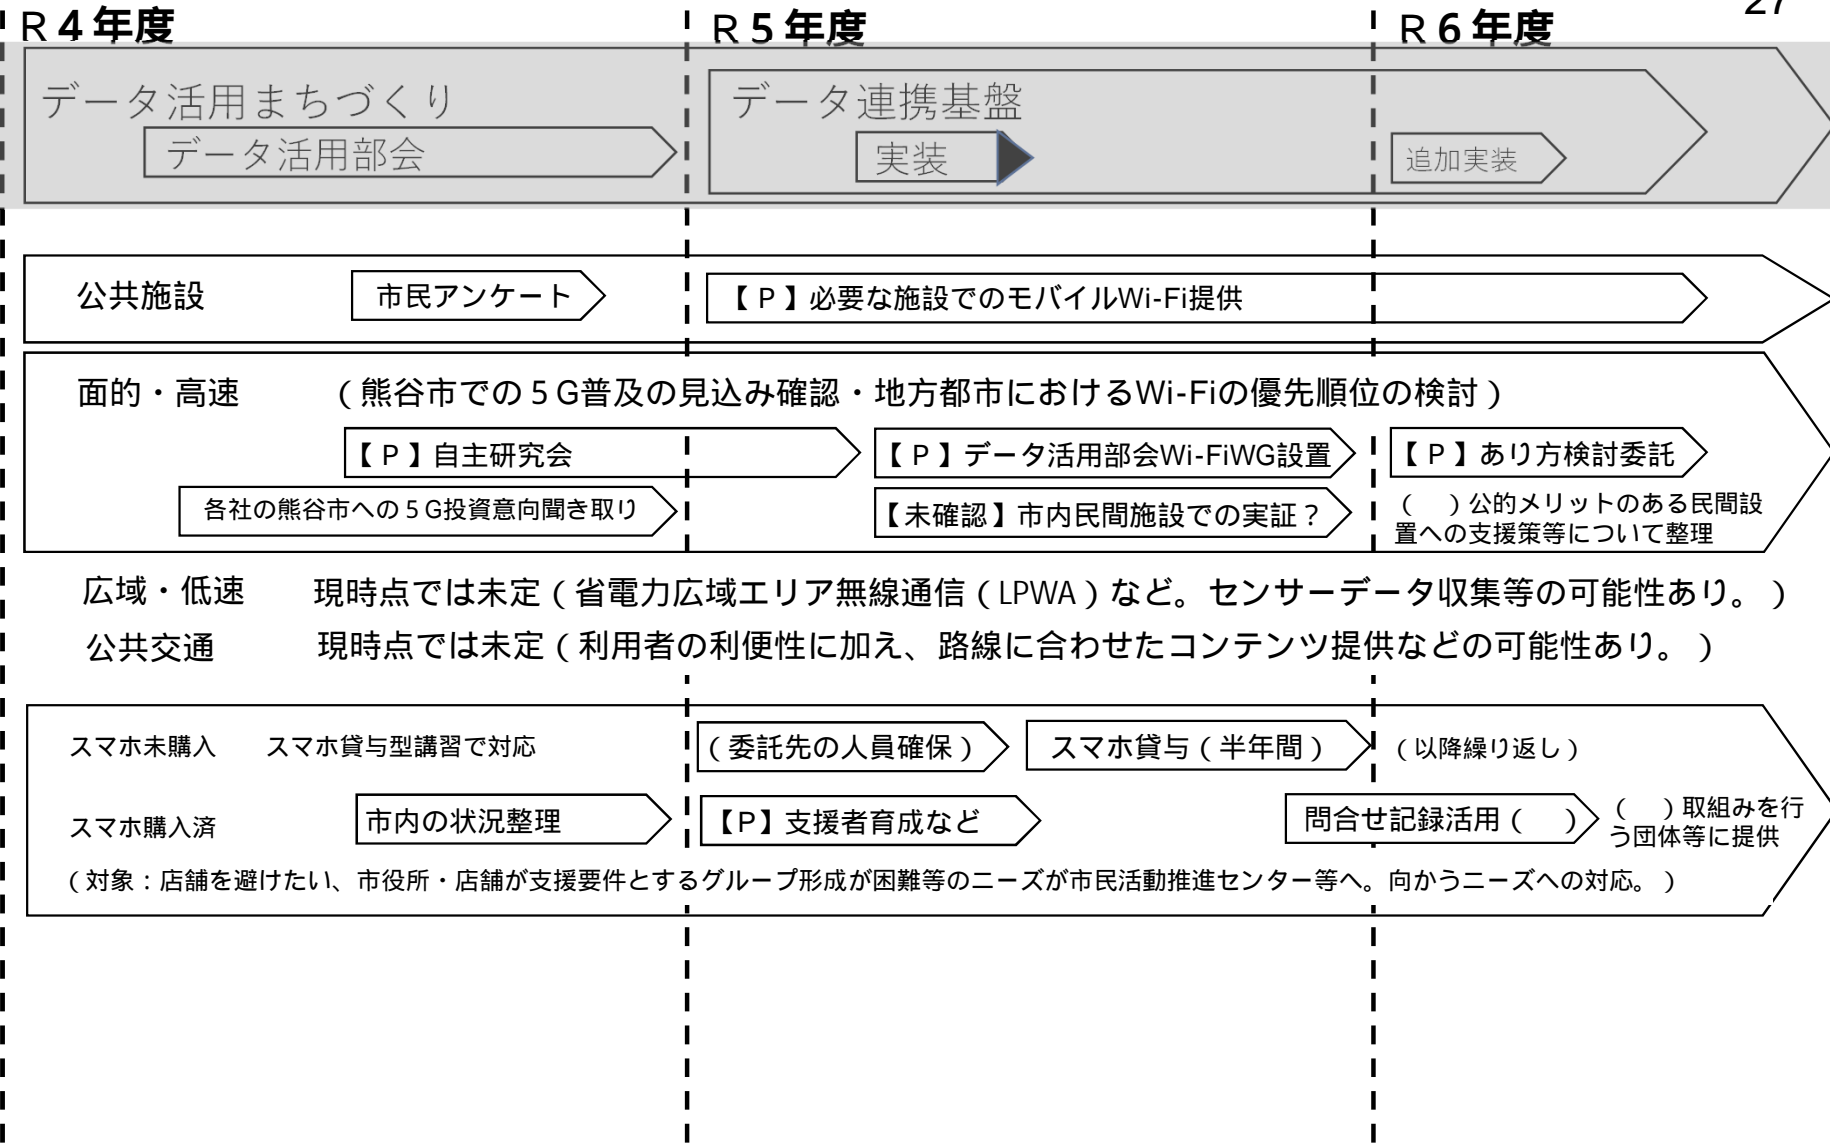 27
R４年度
R５年度
R６年度
データ活用まちづくり
データ連携基盤
データ活用部会
実装
追加実装
公共施設
市民アンケート
【Ｐ】必要な施設でのモバイルWi-Fi提供
面的・高速
（熊谷市での５G普及の見込み確認・地方都市におけるWi-Fiの優先順位の検討）
【Ｐ】自主研究会
【Ｐ】データ活用部会Wi-FiWG設置
【Ｐ】あり方検討委託
各社の熊谷市への５G投資意向聞き取り
【未確認】市内民間施設での実証？
（　）公的メリットのある民間設
置への支援策等について整理
広域・低速
現時点では未定（省電力広域エリア無線通信（LPWA）など。センサーデータ収集等の可能性あり。）
公共交通
現時点では未定（利用者の利便性に加え、路線に合わせたコンテンツ提供などの可能性あり。）
スマホ未購入
スマホ貸与型講習で対応
（委託先の人員確保）
スマホ貸与（半年間）
（以降繰り返し）
スマホ購入済
市内の状況整理
【P】支援者育成など
問合せ記録活用（　）
（　）取組みを行
う団体等に提供
（対象：店舗を避けたい、市役所・店舗が支援要件とするグループ形成が困難等のニーズが市民活動推進センター等へ。向かうニーズへの対応。）